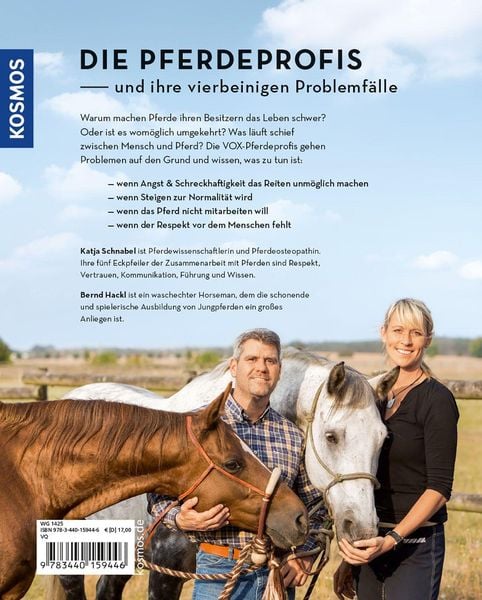 KOSMOS
DIE PFERDEPROFIS
— und ihre vierbeinigen Problemfälle
Warum machen Pferde ihren Besitzern das Leben schwer?
Oder ist es womöglich umgekehrt? Was läuft schief
zwischen Mensch und Pferd? Die VOX-Pferdeprofis gehen
Problemen auf den Grund und wissen, was zu tun ist:
— wenn Angst & Schreckhaftigkeit das Reiten unmöglich machen
— wenn Steigen zur Normalität wird
— wenn das Pferd nicht mitarbeiten will
— wenn der Respekt vor dem Menschen fehlt
Katja Schnabel ist Pferdewissenschaftlerin und Pferdeosteopathin.
Ihre fünf Eckpfeiler der Zusammenarbeit mit Pferden sind Respekt,
Vertrauen, Kommunikation, Führung und Wissen.
Bernd Hackl ist ein waschechter Horseman, dem die schonende
und spielerische Ausbildung von Jungpferden ein großes
Anliegen ist.
WG 1425
ISBN 978-3-440-15944-6 € [D] 17,00
VQ
9 783440 159446
kosmos.de